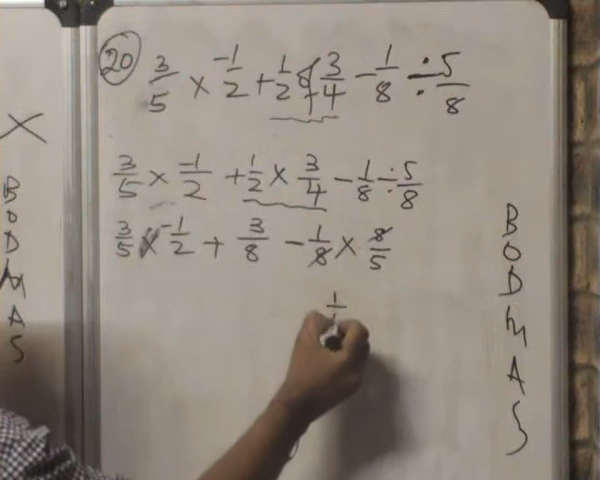 20 3/5 × -1/2 + 1/2 of 3/4 - 1/8 ÷ 5/8
3/5 × -1/2 + 1/2 × 3/4 - 1/8 ÷ 5/8
3/5 × -1/2 + 3/8 - 1/8 × 8/5
1
X
B
O
D
M
A
S
B
O
D
M
A
S